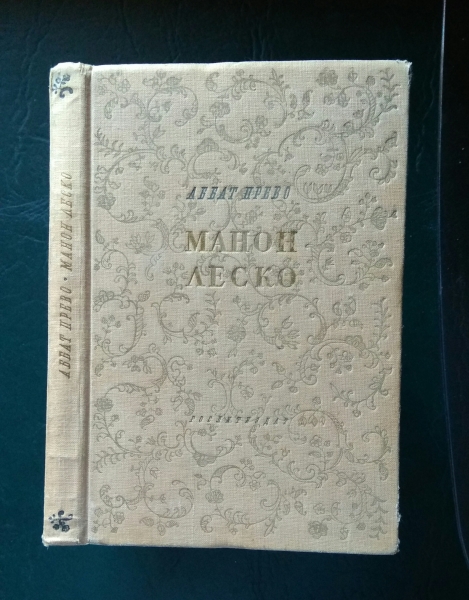 АББАТ ПРЕВО
МАНОН
ЛЕСКО
ГОСЛИТИЗДАТ
АББАТ ПРЕВО · МАНОН ЛЕСКО